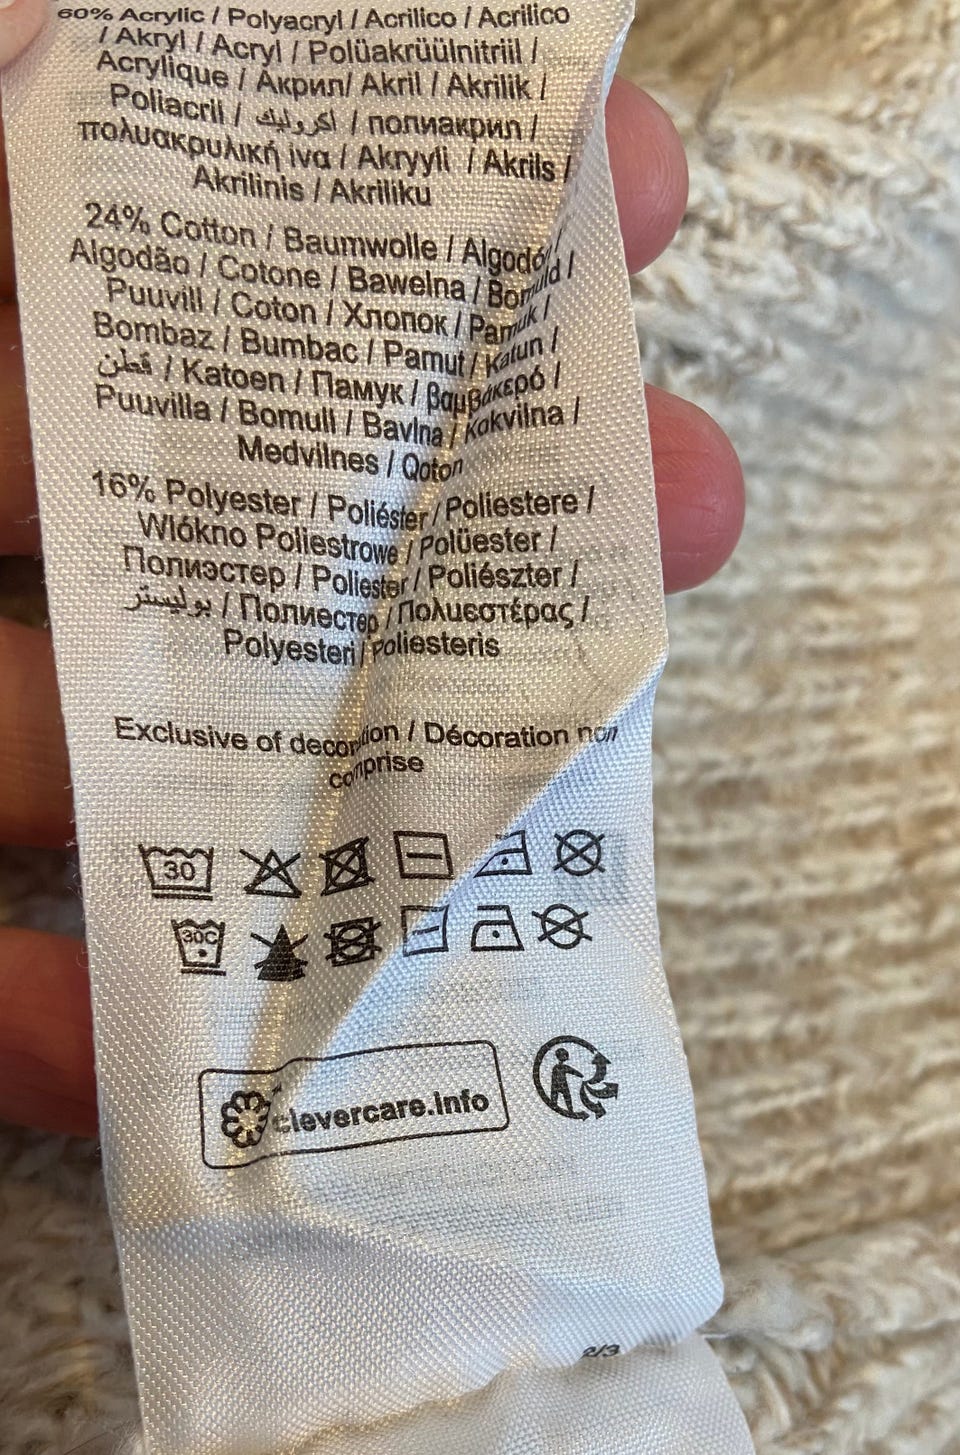 60% Acrylic / Polyacryl / Acrilico / Acrilico
/ Akryl / Acryl / Polüakrüülnitriil /
Acrylique / Акрил/ Akril / Akrilik /
Poliacril / اكروليك / полиакрил /
πολυακρυλική ίνα / Akryyli / Akrils /
Akrilinis / Akriliku
24% Cotton / Baumwolle / Algodón /
Algodão / Cotone / Bawelna / Bomuld /
Puuvill / Coton / Хлопок / Pamuk /
Bombaz / Bumbac / Pamut / Katun /
قطن / Katoen / Памук / βαμβάκερό /
Puuvilla / Bomull / Bavlna / Kokvilna /
Medvilnes / Qoton
16% Polyester / Poliéster / Poliestere /
Wlókno Poliestrowe / Polüester /
Полиэстер / Poliester / Poliészter /
بوليستر / Полиестер / Πολυεστέρας /
Polyesteri / Poliesteris
Exclusive of decoration / Décoration non
comprise
30
30C
clevercare.info
2/3